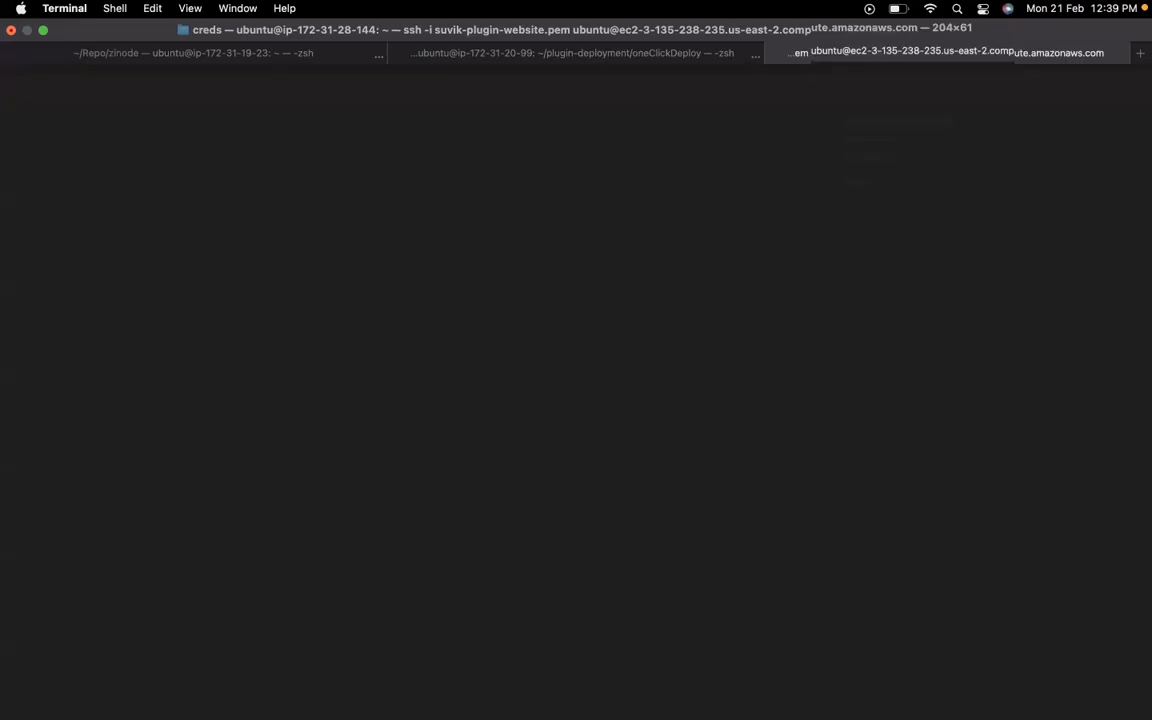 Terminal Shell Edit View Window Help Mon 21 Feb 12:39 PM
creds — ubuntu@ip-172-31-28-144: ~ — ssh -i suvik-plugin-website.pem ubuntu@ec2-3-135-238-235.us-east-2.compute.amazonaws.com — 204×61
~/Repo/zinode — ubuntu@ip-172-31-19-23: ~ — -zsh ... ...ubuntu@ip-172-31-20-99: ~/plugin-deployment/oneClickDeploy — -zsh ... ...em ubuntu@ec2-3-135-238-235.us-east-2.compute.amazonaws.com +